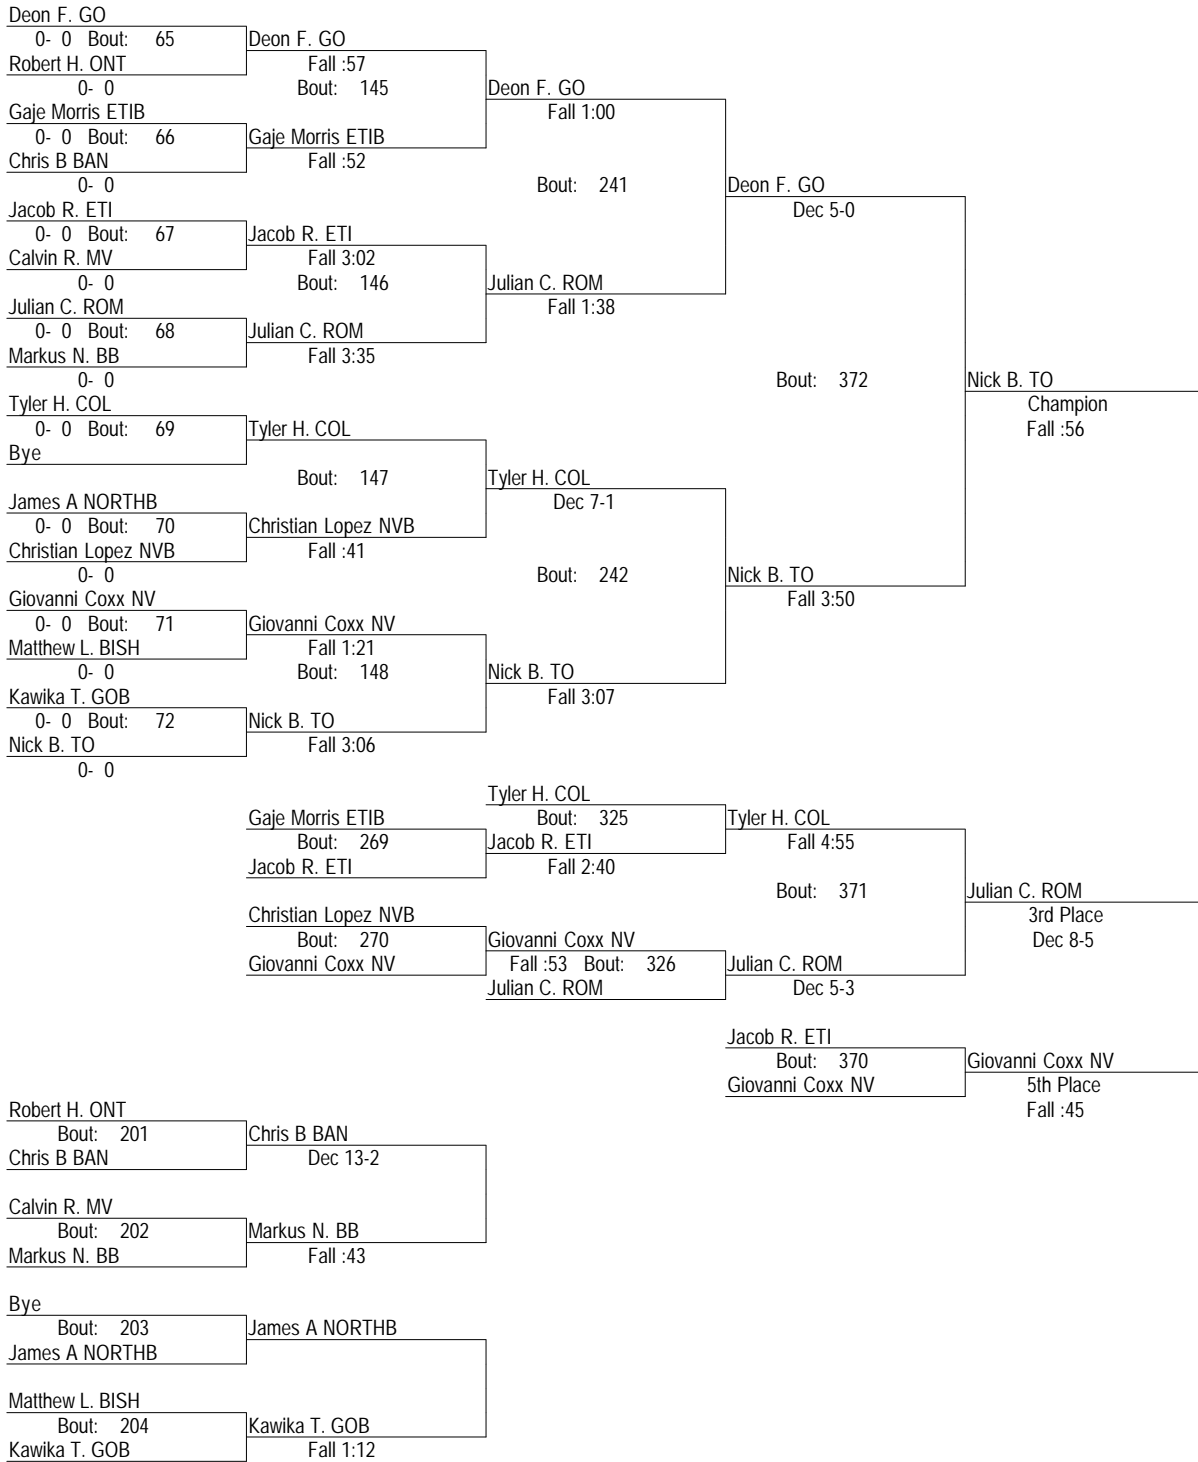 Deon F. GO
0- 0 Bout: 65 Deon F. GO
Robert H. ONT Fall :57
0- 0 Bout: 145 Deon F. GO
Gaje Morris ETIB Fall 1:00
0- 0 Bout: 66 Gaje Morris ETIB
Chris B BAN Fall :52
0- 0 Bout: 241 Deon F. GO
Jacob R. ETI Dec 5-0
0- 0 Bout: 67 Jacob R. ETI
Calvin R. MV Fall 3:02
0- 0 Bout: 146 Julian C. ROM
Julian C. ROM Fall 1:38
0- 0 Bout: 68 Julian C. ROM
Markus N. BB Fall 3:35
0- 0 Bout: 372 Nick B. TO
Tyler H. COL Champion
0- 0 Bout: 69 Tyler H. COL Fall :56
Bye
Bout: 147 Tyler H. COL
James A NORTHB Dec 7-1
0- 0 Bout: 70 Christian Lopez NVB
Christian Lopez NVB Fall :41
0- 0 Bout: 242 Nick B. TO
Giovanni Coxx NV Fall 3:50
0- 0 Bout: 71 Giovanni Coxx NV
Matthew L. BISH Fall 1:21
0- 0 Bout: 148 Nick B. TO
Kawika T. GOB Fall 3:07
0- 0 Bout: 72 Nick B. TO
Nick B. TO Fall 3:06
0- 0
Tyler H. COL
Gaje Morris ETIB Bout: 325 Tyler H. COL
Bout: 269 Jacob R. ETI Fall 4:55
Jacob R. ETI Fall 2:40
Bout: 371 Julian C. ROM
Christian Lopez NVB 3rd Place
Bout: 270 Giovanni Coxx NV Dec 8-5
Giovanni Coxx NV Fall :53 Bout: 326 Julian C. ROM
Julian C. ROM Dec 5-3
Jacob R. ETI
Bout: 370 Giovanni Coxx NV
Giovanni Coxx NV 5th Place
Robert H. ONT Fall :45
Bout: 201 Chris B BAN
Chris B BAN Dec 13-2
Calvin R. MV
Bout: 202 Markus N. BB
Markus N. BB Fall :43
Bye
Bout: 203 James A NORTHB
James A NORTHB
Matthew L. BISH
Bout: 204 Kawika T. GOB
Kawika T. GOB Fall 1:12